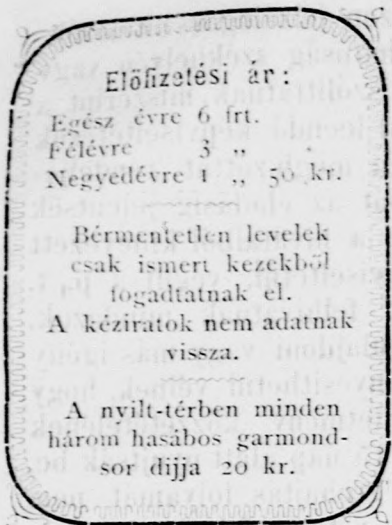 Előfizetési ár:
Egész évre 6 frt.
Félévre 3 „
Negyedévre 1 „ 50 kr.
Bérmentetlen levelek
csak ismert kezekből
fogadtatnak el.
A kéziratok nem adatnak
vissza.
A nyilt-térben minden
három hasábos garmond-
sor díjja 20 kr.